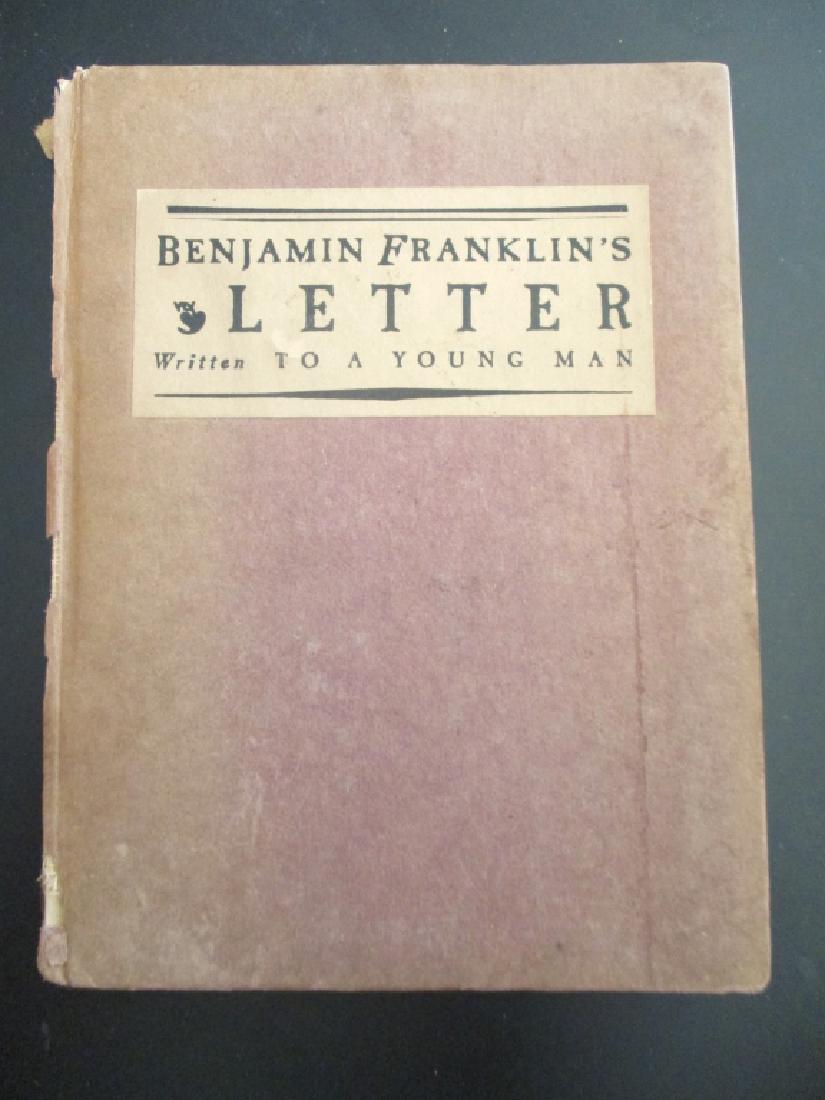 BENJAMIN FRANKLIN'S
LETTER
Written TO A YOUNG MAN